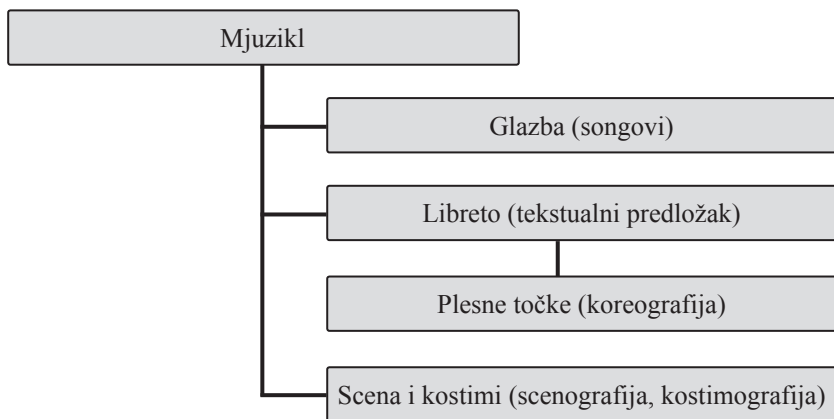 Mjuzikl
Glazba (songovi)
Libreto (tekstualni predložak)
Plesne točke (koreografija)
Scena i kostimi (scenografija, kostimografija)